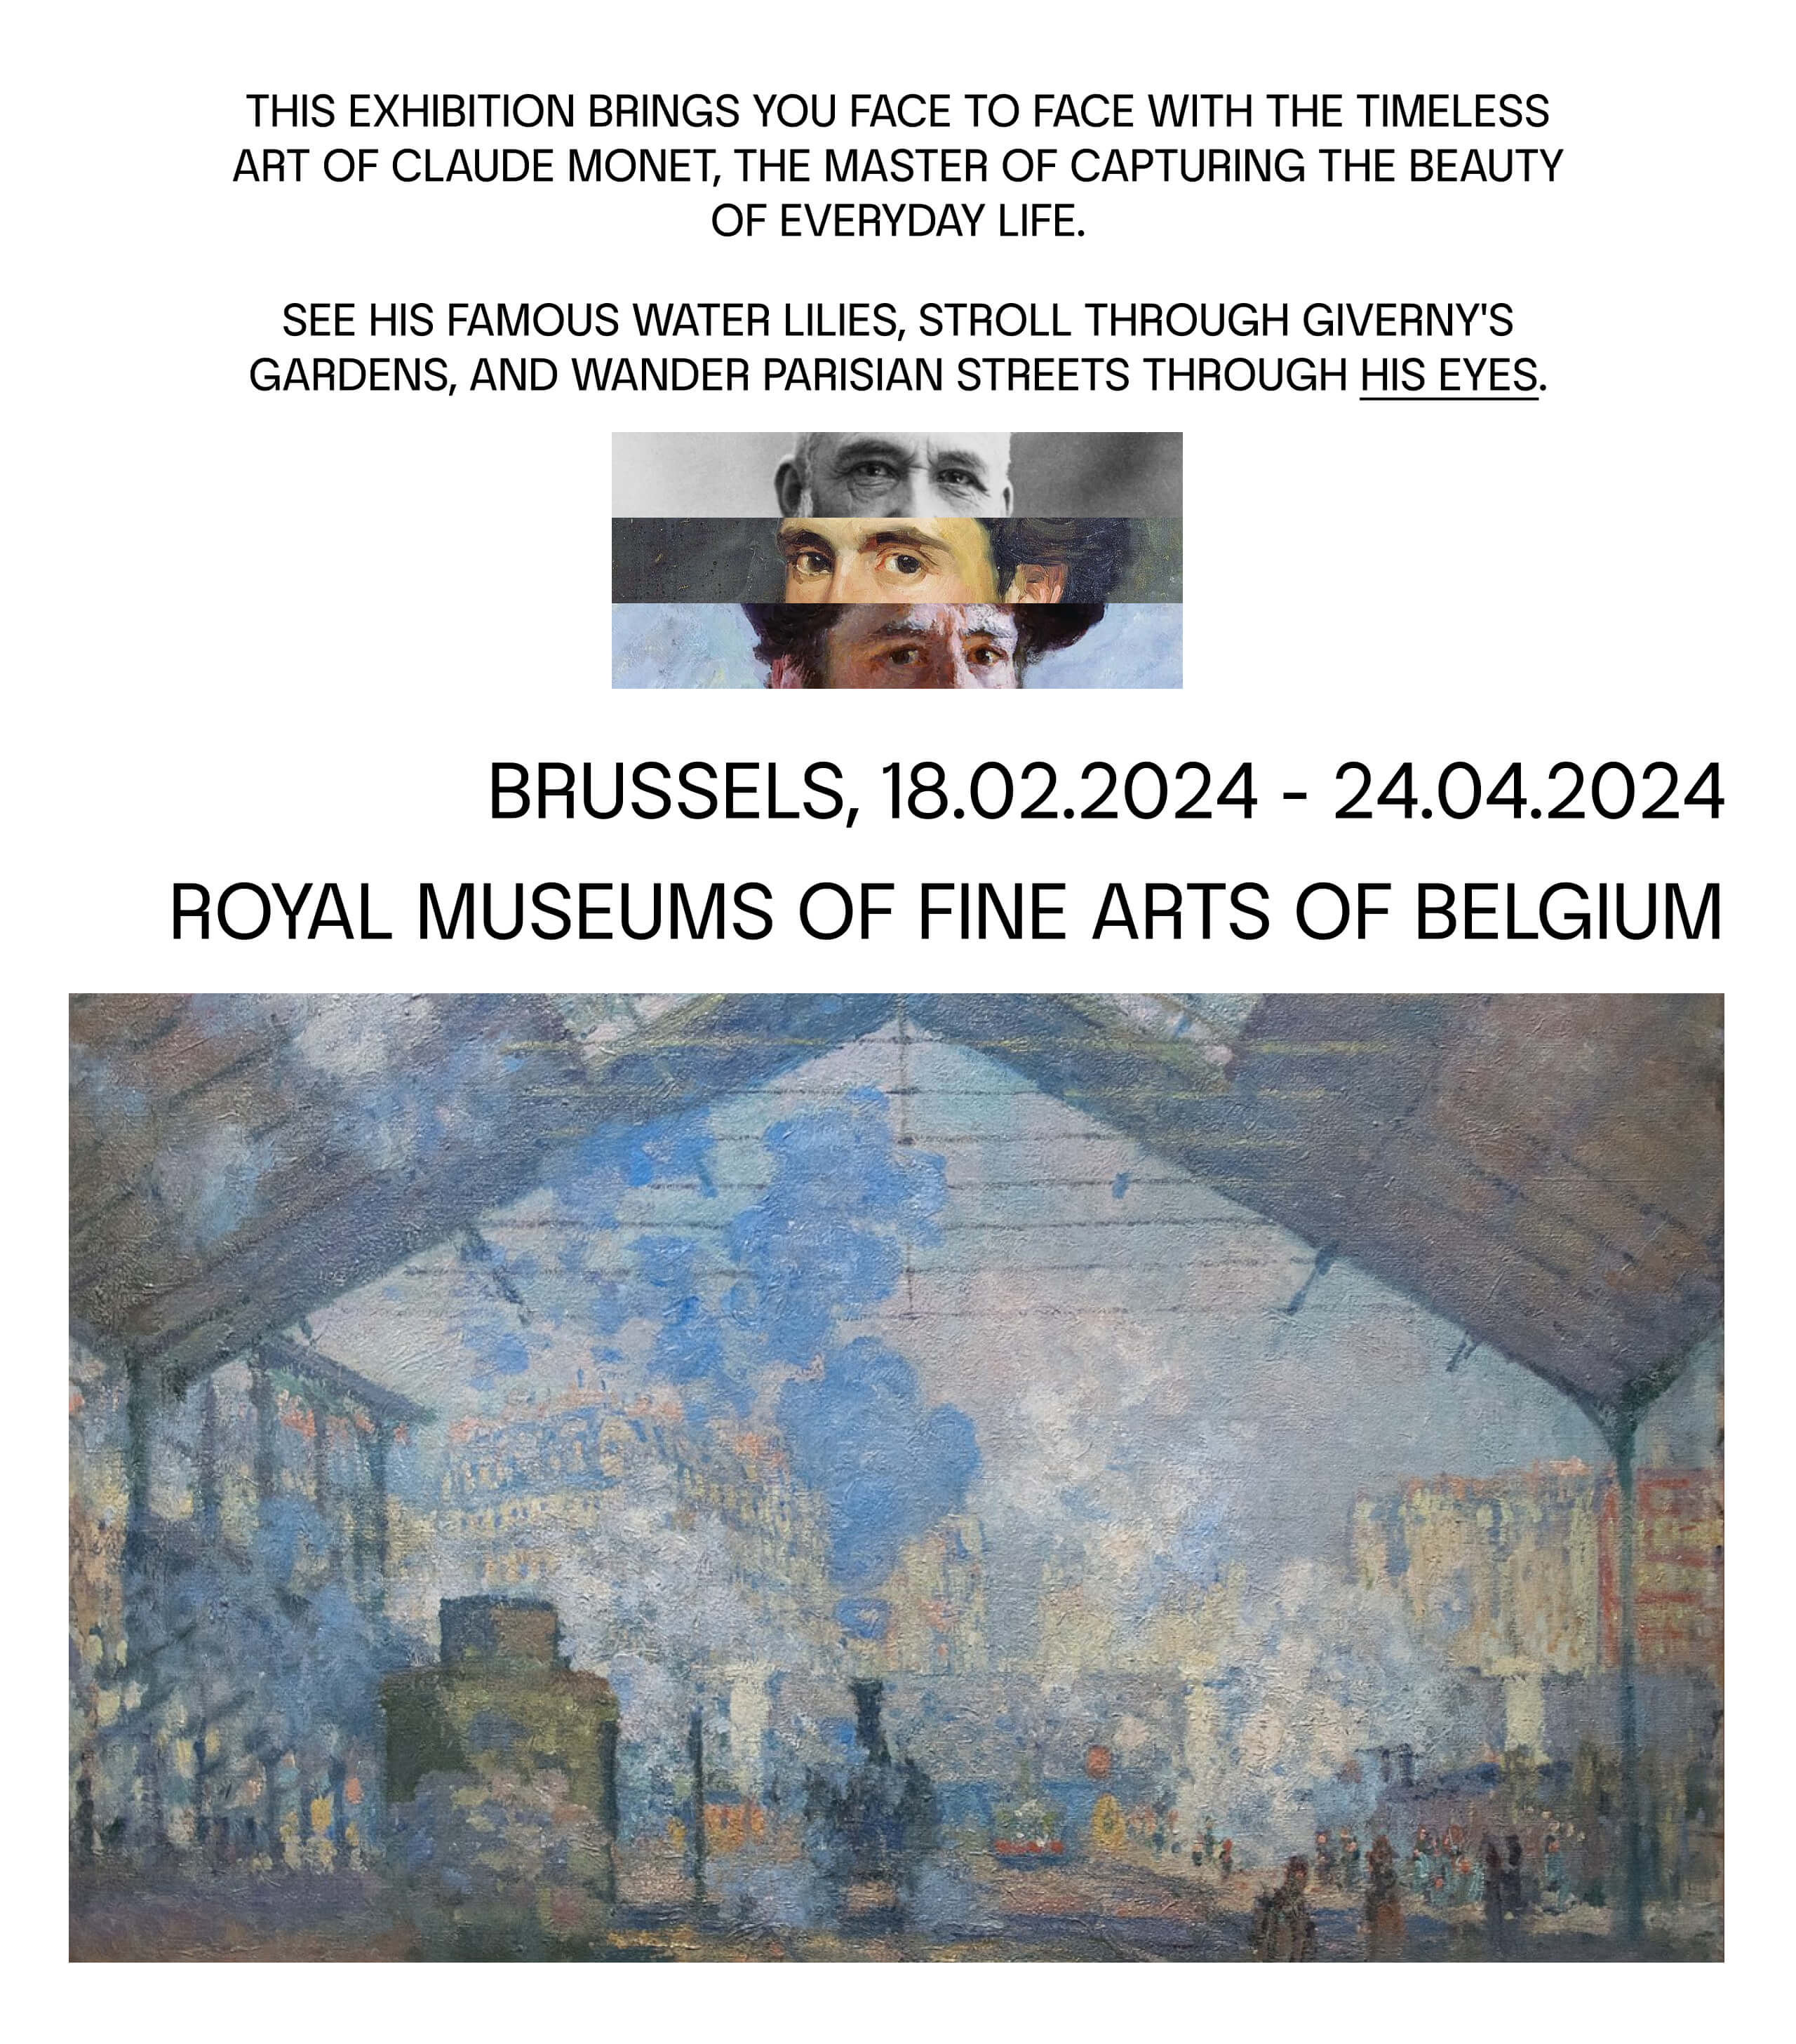 THIS EXHIBITION BRINGS YOU FACE TO FACE WITH THE TIMELESS
ART OF CLAUDE MONET, THE MASTER OF CAPTURING THE BEAUTY
OF EVERYDAY LIFE.
SEE HIS FAMOUS WATER LILIES, STROLL THROUGH GIVERNY'S
GARDENS, AND WANDER PARISIAN STREETS THROUGH HIS EYES.
BRUSSELS, 18.02.2024 - 24.04.2024
ROYAL MUSEUMS OF FINE ARTS OF BELGIUM